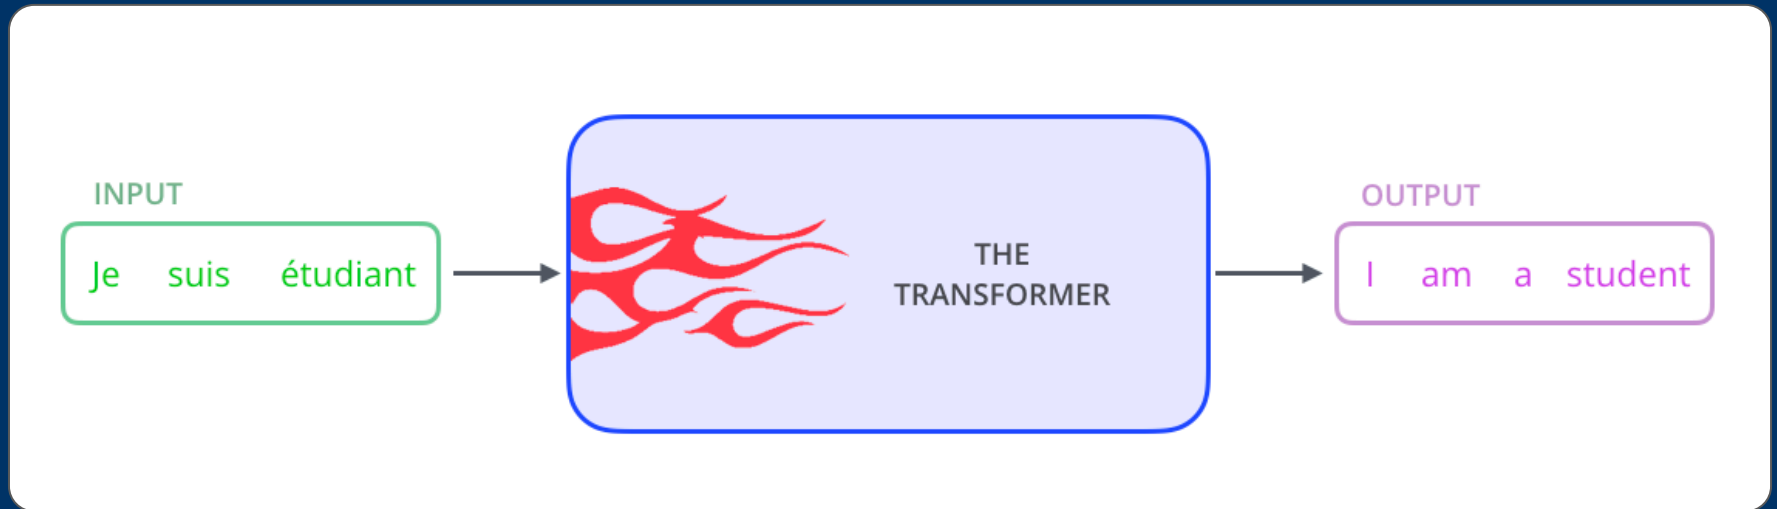 INPUT
Je suis étudiant
THE
TRANSFORMER
OUTPUT
I am a student